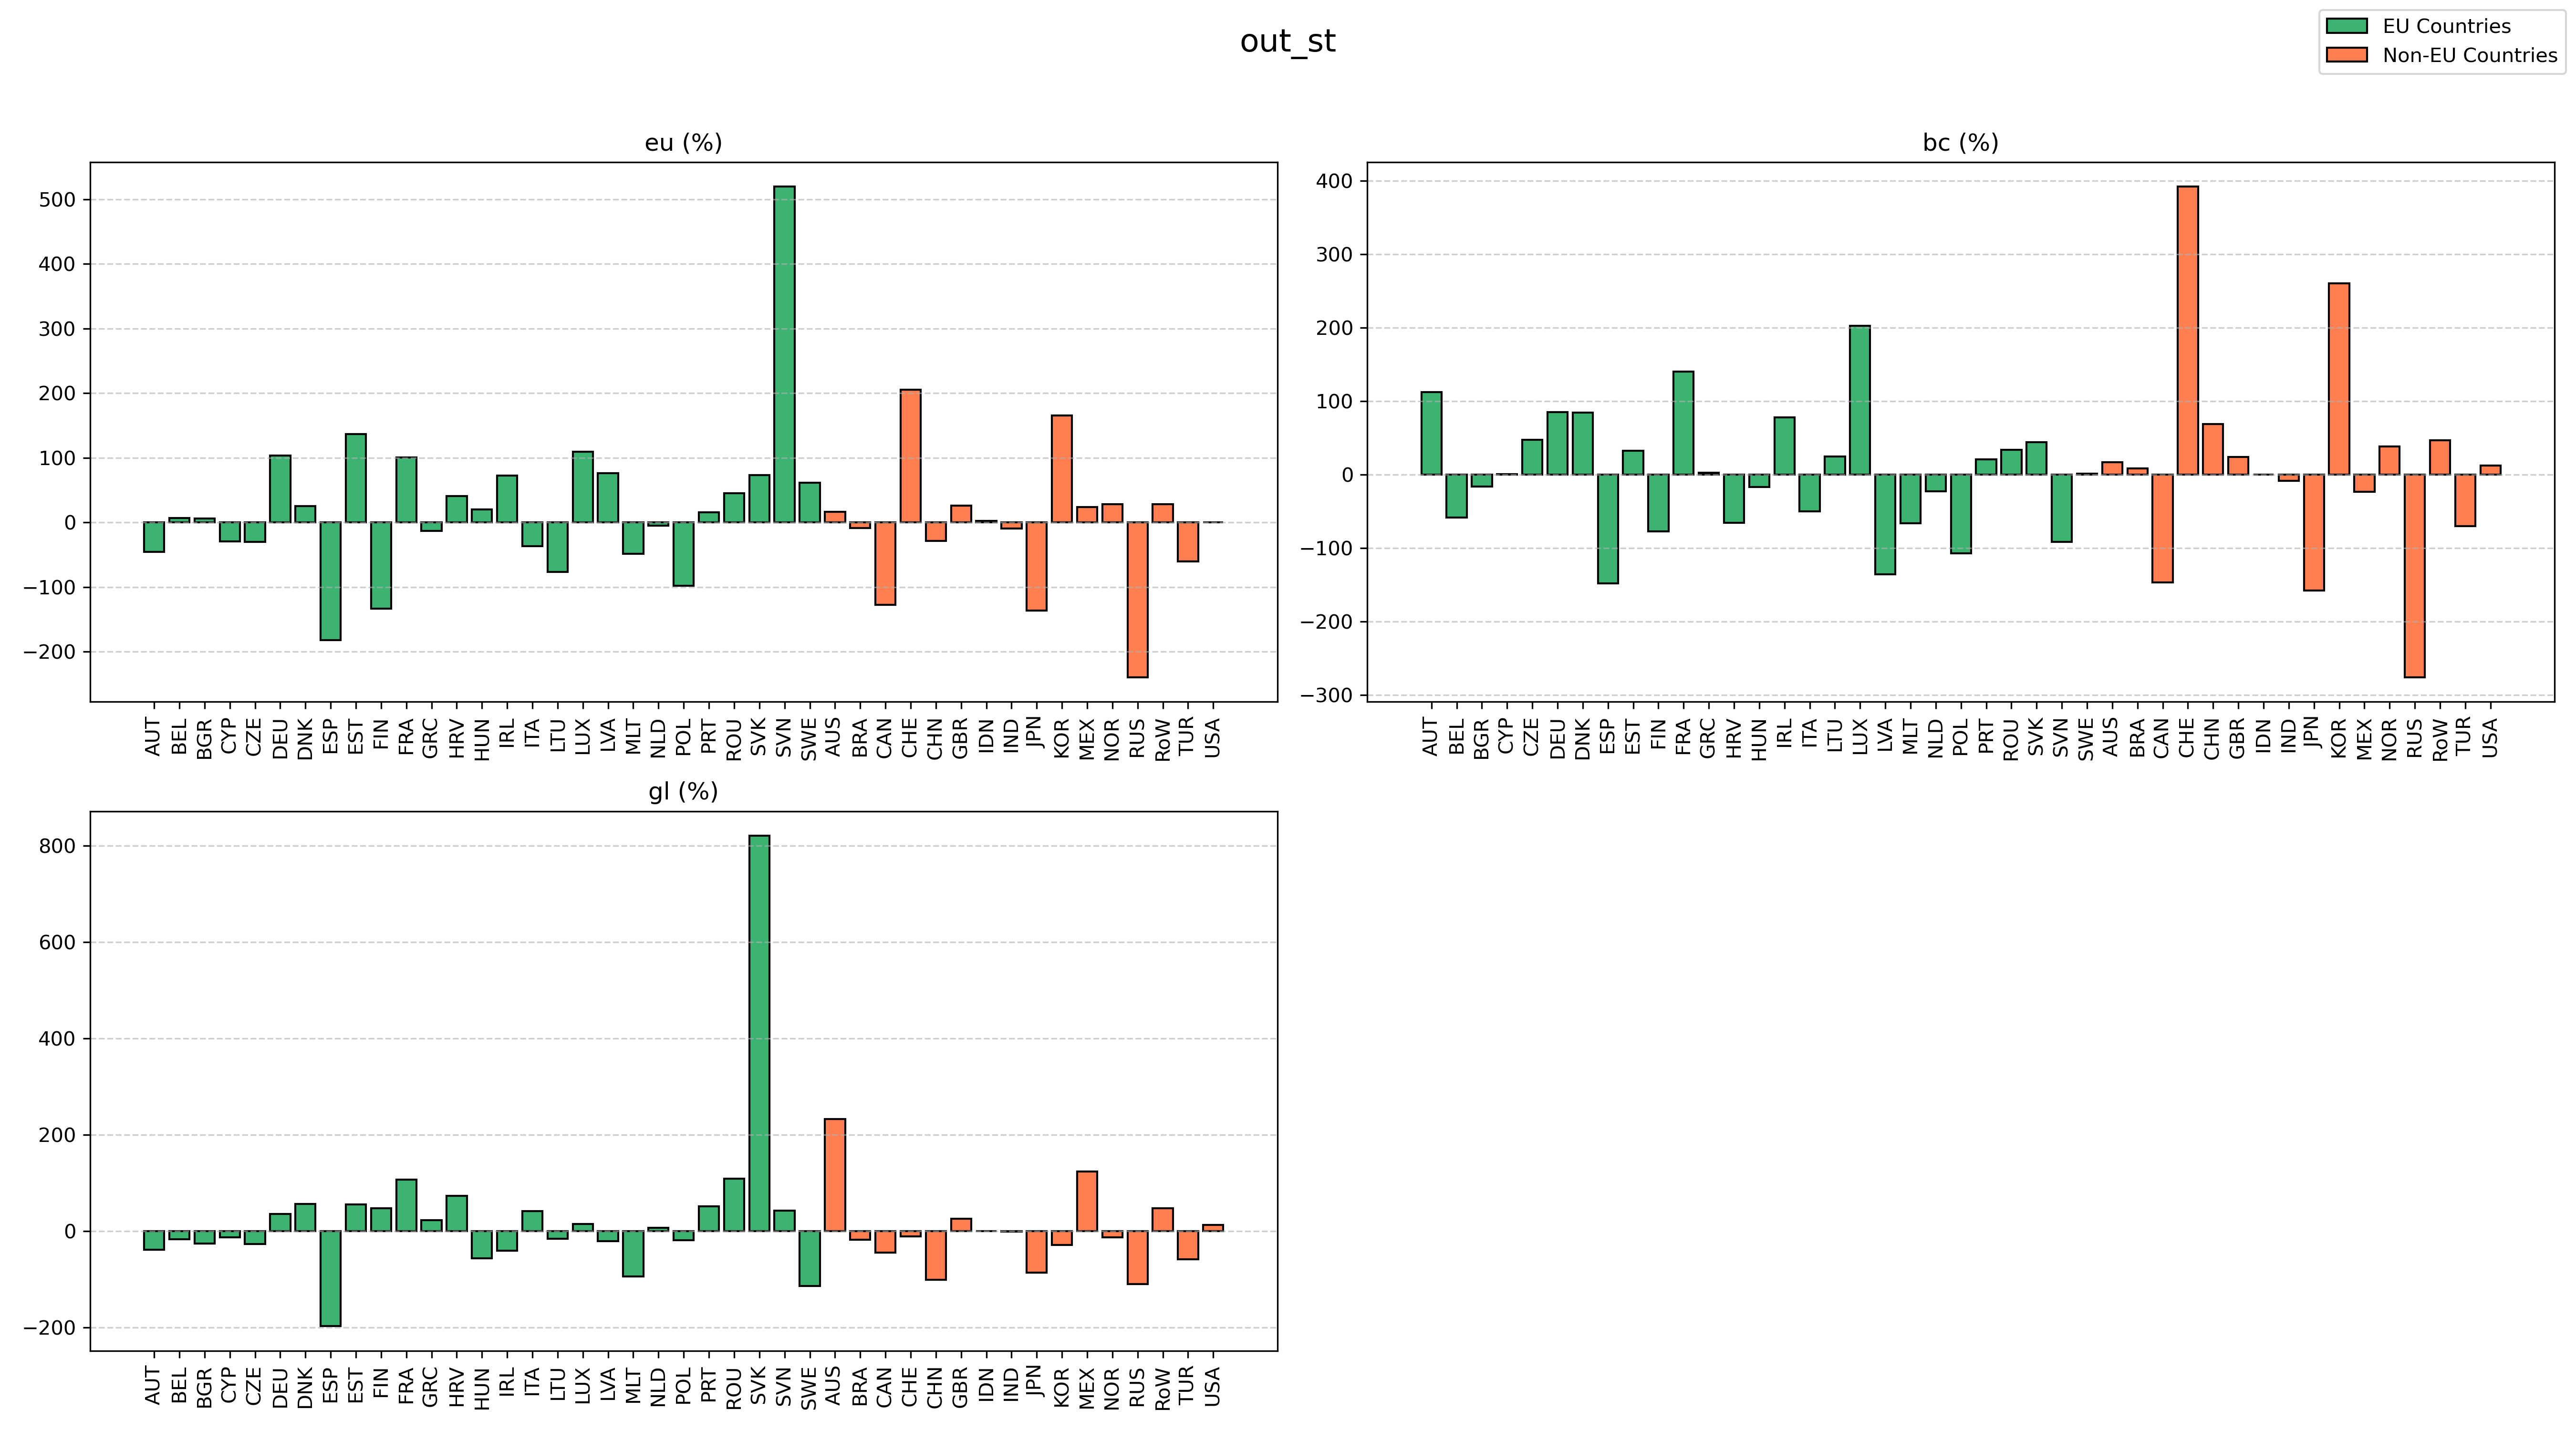 out_st
EU Countries
Non-EU Countries
eu (%)
500
400
300
200
100
0
−100
−200
AUT BEL BGR CYP CZE DEU DNK ESP EST FIN FRA GRC HRV HUN IRL ITA LTU LUX LVA MLT NLD POL PRT ROU SVK SVN SWE AUS BRA CAN CHE CHN GBR IDN IND JPN KOR MEX NOR RUS RoW TUR USA
bc (%)
400
300
200
100
0
−100
−200
−300
AUT BEL BGR CYP CZE DEU DNK ESP EST FIN FRA GRC HRV HUN IRL ITA LTU LUX LVA MLT NLD POL PRT ROU SVK SVN SWE AUS BRA CAN CHE CHN GBR IDN IND JPN KOR MEX NOR RUS RoW TUR USA
gl (%)
800
600
400
200
0
−200
AUT BEL BGR CYP CZE DEU DNK ESP EST FIN FRA GRC HRV HUN IRL ITA LTU LUX LVA MLT NLD POL PRT ROU SVK SVN SWE AUS BRA CAN CHE CHN GBR IDN IND JPN KOR MEX NOR RUS RoW TUR USA